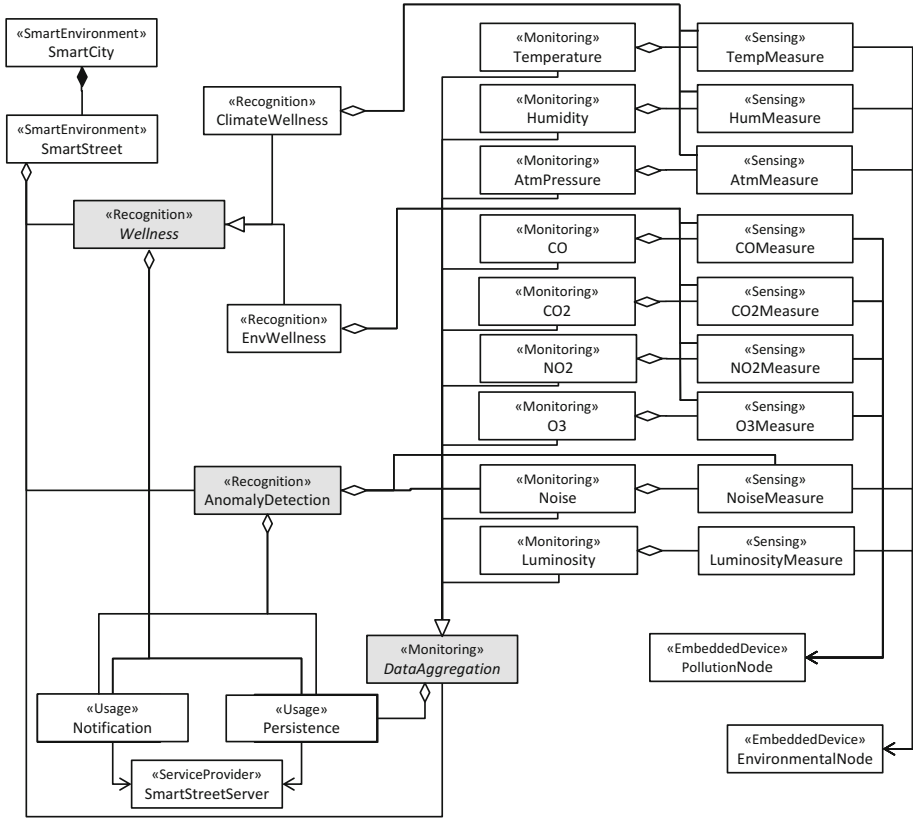 «SmartEnvironment»
SmartCity
«SmartEnvironment»
SmartStreet
«Recognition»
ClimateWellness
«Recognition»
Wellness
«Recognition»
EnvWellness
«Recognition»
AnomalyDetection
«Monitoring»
Temperature
«Sensing»
TempMeasure
«Monitoring»
Humidity
«Sensing»
HumMeasure
«Monitoring»
AtmPressure
«Sensing»
AtmMeasure
«Monitoring»
CO
«Sensing»
COMeasure
«Monitoring»
CO2
«Sensing»
CO2Measure
«Monitoring»
NO2
«Sensing»
NO2Measure
«Monitoring»
O3
«Sensing»
O3Measure
«Monitoring»
Noise
«Sensing»
NoiseMeasure
«Monitoring»
Luminosity
«Sensing»
LuminosityMeasure
«Monitoring»
DataAggregation
«EmbeddedDevice»
PollutionNode
«Usage»
Notification
«Usage»
Persistence
«EmbeddedDevice»
EnvironmentalNode
«ServiceProvider»
SmartStreetServer